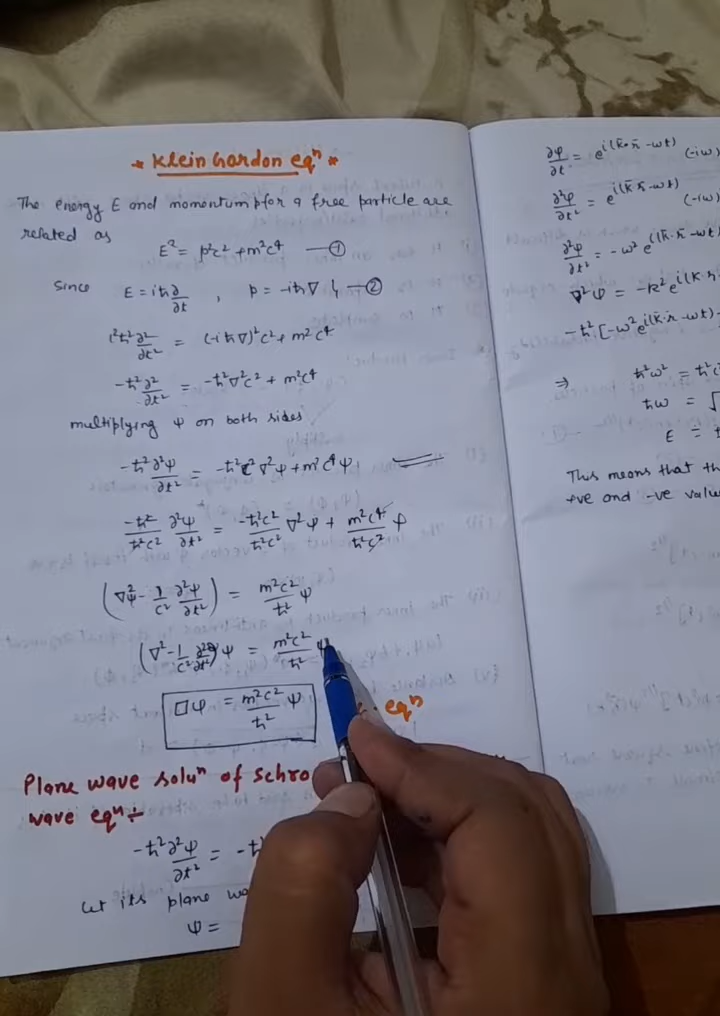 * Klein Gordon eqⁿ *
The energy E and momentum p for a free particle are
related as
E² = p²c² + m²c⁴ —①
since E = iħ∂/∂t , p = -iħ∇ } —②
i²ħ²∂²/∂t² = (-iħ∇)²c² + m²c⁴
-ħ²∂²/∂t² = -ħ²∇²c² + m²c⁴
multiplying ψ on both sides
-ħ²∂²ψ/∂t² = -ħ²c²∇²ψ + m²c⁴ψ
-ħ²/ħ²c² ∂²ψ/∂t² = -ħ²c²/ħ²c² ∇²ψ + m²c⁴/ħ²c² ψ
(∇²ψ - 1/c² ∂²ψ/∂t²) = m²c²/ħ² ψ
(∇² - 1/c² ∂²/∂t²)ψ = m²c²/ħ² ψ
□ψ = m²c²/ħ² ψ
eqⁿ
Plane wave soluⁿ of Schro
wave eqⁿ ÷
-ħ²∂²ψ/∂t² = -ħ
Let its plane wa
ψ =
∂ψ/∂t = e^i(k̄·r̄ - ωt) (-iω)
∂²ψ/∂t² = e^i(k̄·r̄ - ωt) (-iω)
∂²ψ/∂t² = -ω² e^i(k̄·r̄ - ωt)
∇²ψ = -k² e^i(k·r
-ħ² [-ω² e^i(k̄·r̄ - ωt)
⇒ ħ²ω² = ħ²c
ħω = √
E =
This means that th
+ve and -ve valu